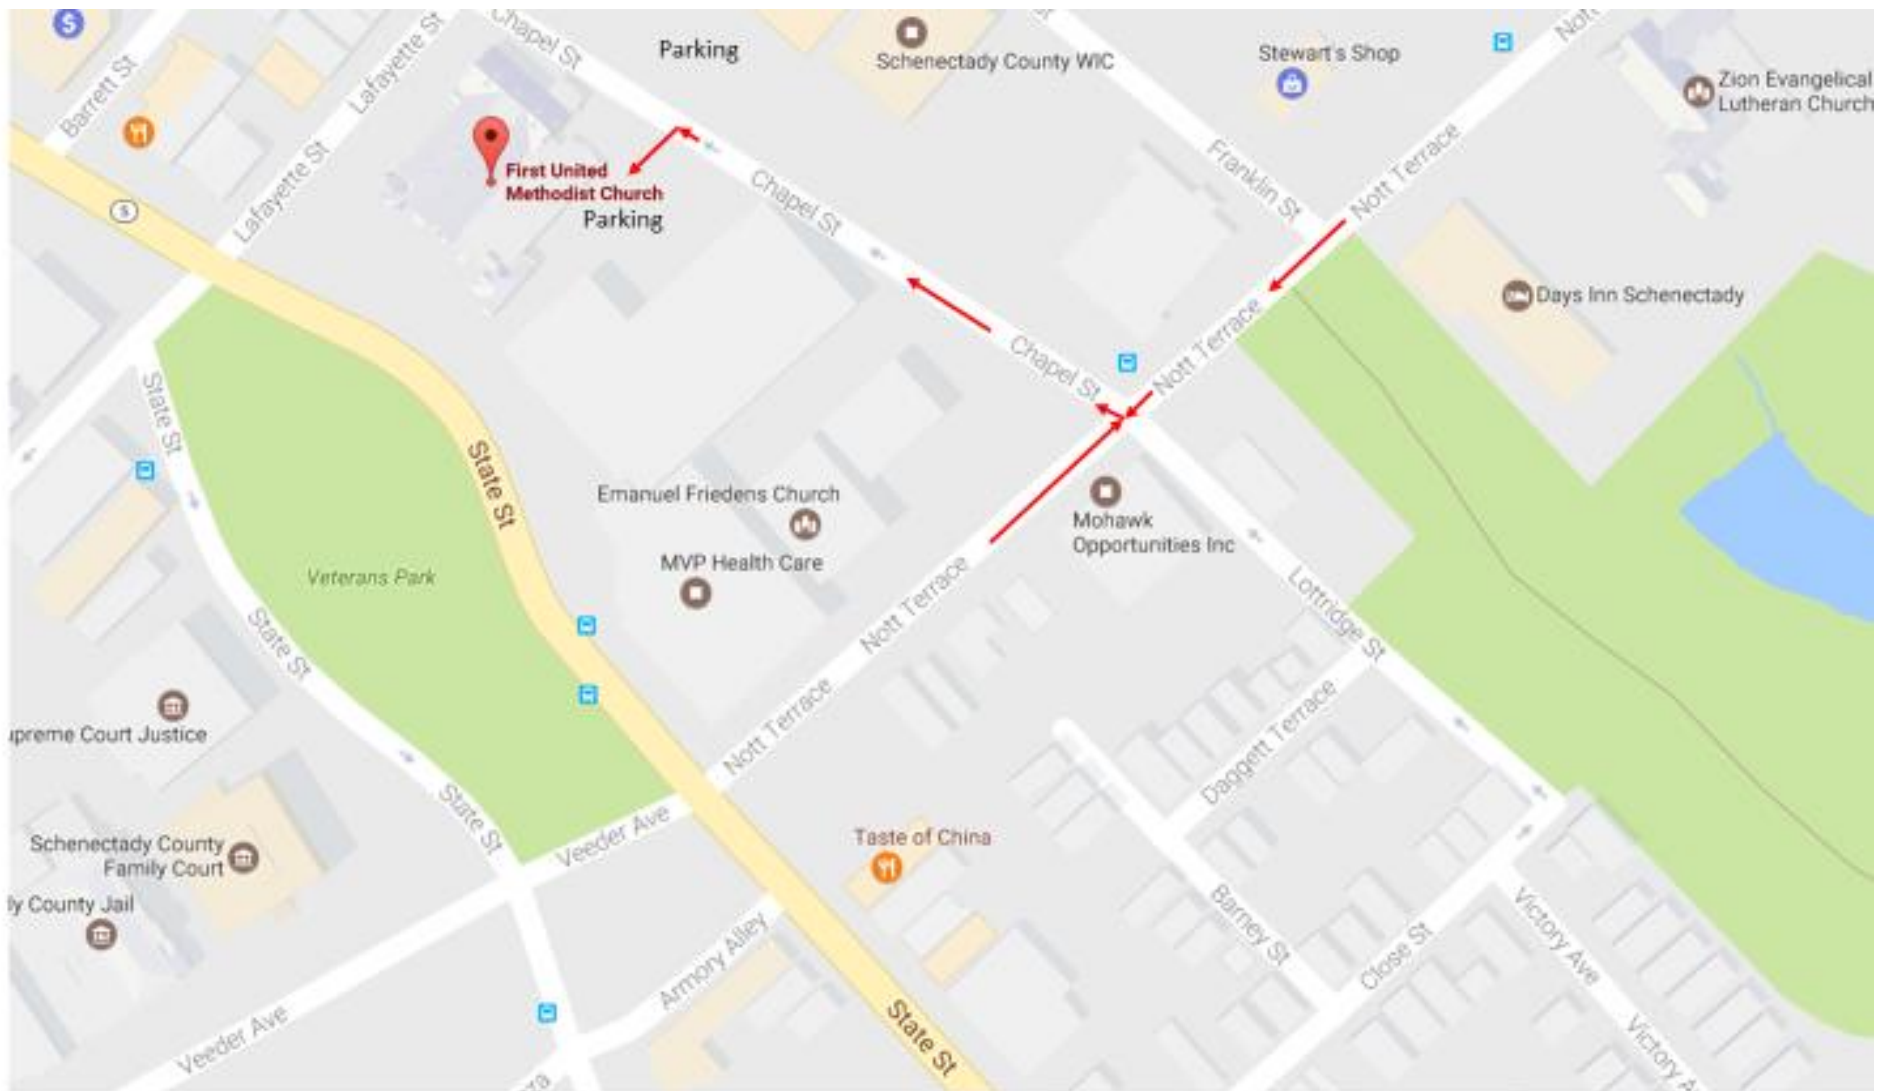 $
Barrett St
Lafayette St
Lafayette St
Chapel St
Parking
Schenectady County WIC
Stewart's Shop
Nott
Zion Evangelical
Lutheran Church
5
First United
Methodist Church
Parking
Chapel St
Franklin St
Nott Terrace
Days Inn Schenectady
Nott Terrace
Chapel St
State St
State St
Emanuel Friedens Church
MVP Health Care
Mohawk
Opportunities Inc
Veterans Park
Nott Terrace
Lottridge St
State St
Nott Terrace
Daggett Terrace
upreme Court Justice
State St
Veeder Ave
Taste of China
Schenectady County
Family Court
ly County Jail
Armory Alley
Barney St
Close St
Victory Ave
Veeder Ave
State St
Victory A